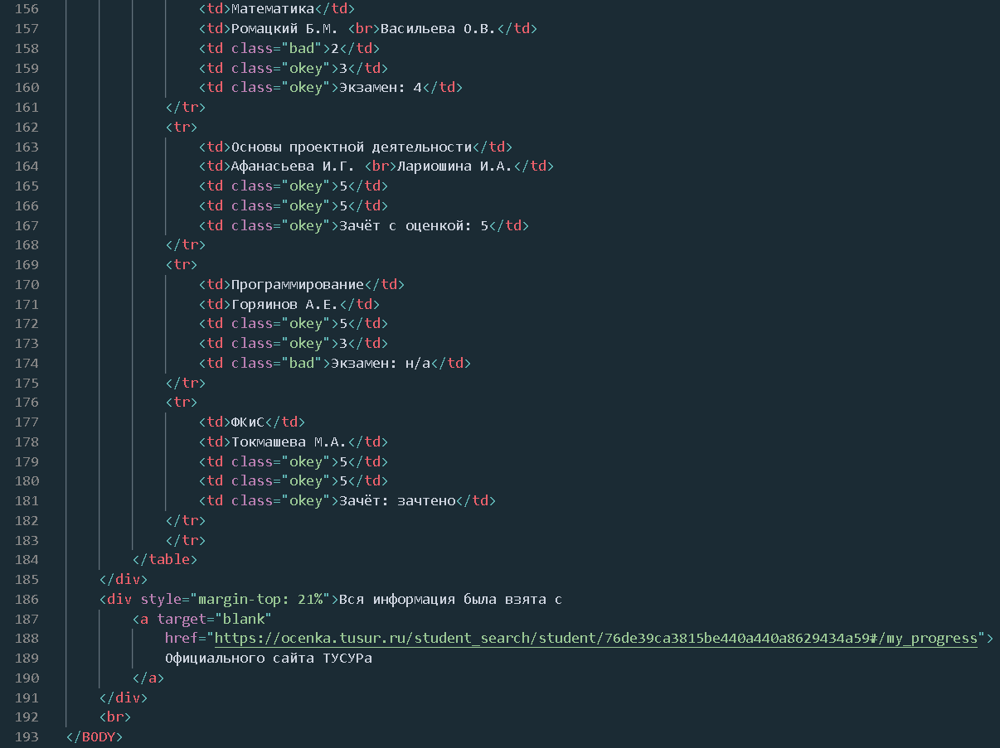 156 <td>Математика</td>
157 <td>Ромацкий Б.М. <br>Васильева О.В.</td>
158 <td class="bad">2</td>
159 <td class="okey">3</td>
160 <td class="okey">Экзамен: 4</td>
161 </tr>
162 <tr>
163 <td>Основы проектной деятельности</td>
164 <td>Афанасьева И.Г. <br>Лариошина И.А.</td>
165 <td class="okey">5</td>
166 <td class="okey">5</td>
167 <td class="okey">Зачёт с оценкой: 5</td>
168 </tr>
169 <tr>
170 <td>Программирование</td>
171 <td>Горяинов А.Е.</td>
172 <td class="okey">5</td>
173 <td class="okey">3</td>
174 <td class="bad">Экзамен: н/а</td>
175 </tr>
176 <tr>
177 <td>ФКиС</td>
178 <td>Токмашева М.А.</td>
179 <td class="okey">5</td>
180 <td class="okey">5</td>
181 <td class="okey">Зачёт: зачтено</td>
182 </tr>
183 </tr>
184 </table>
185 </div>
186 <div style="margin-top: 21%">Вся информация была взята с
187 <a target="blank"
188 href="https://ocenka.tusur.ru/student_search/student/76de39ca3815be440a440a8629434a59#/my_progress">
189 Официального сайта ТУСУРа
190 </a>
191 </div>
192 <br>
193 </BODY>